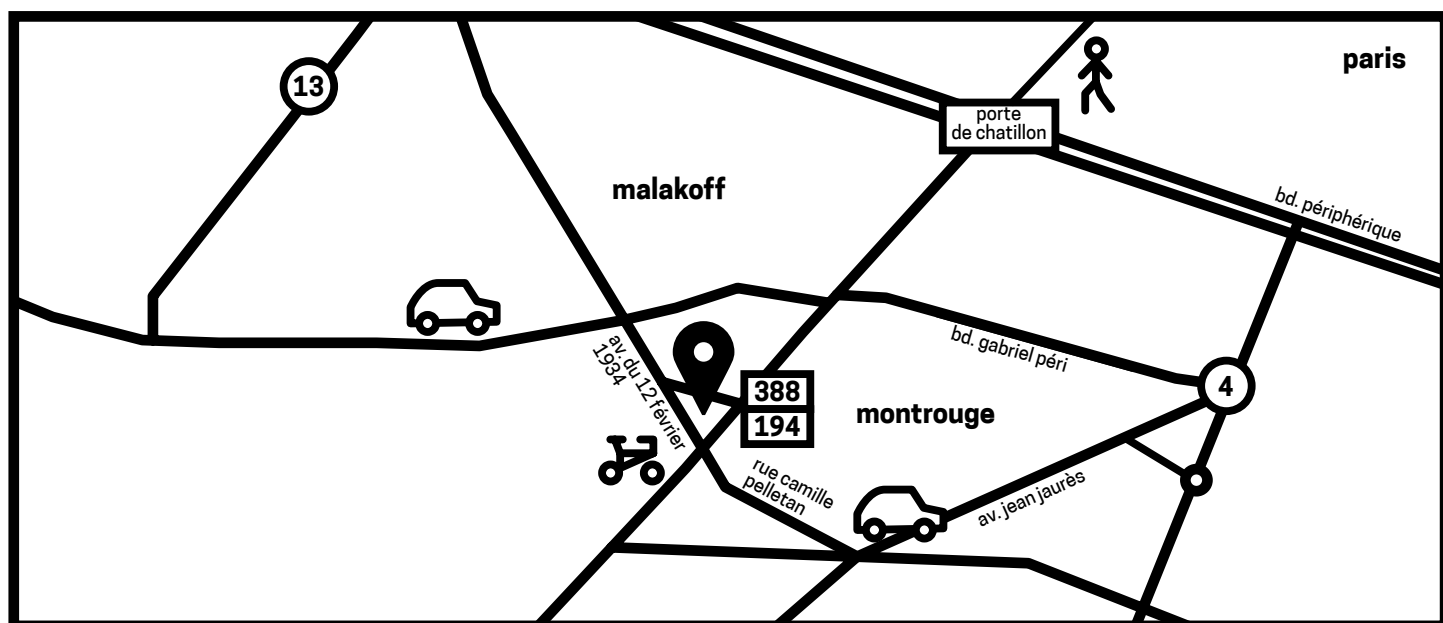 paris
13
porte
de chatillon
malakoff
bd. périphérique
bd. gabriel péri
av. du 12 février
1934
388
194
4
montrouge
rue camille
pelletan
av. jean jaurès